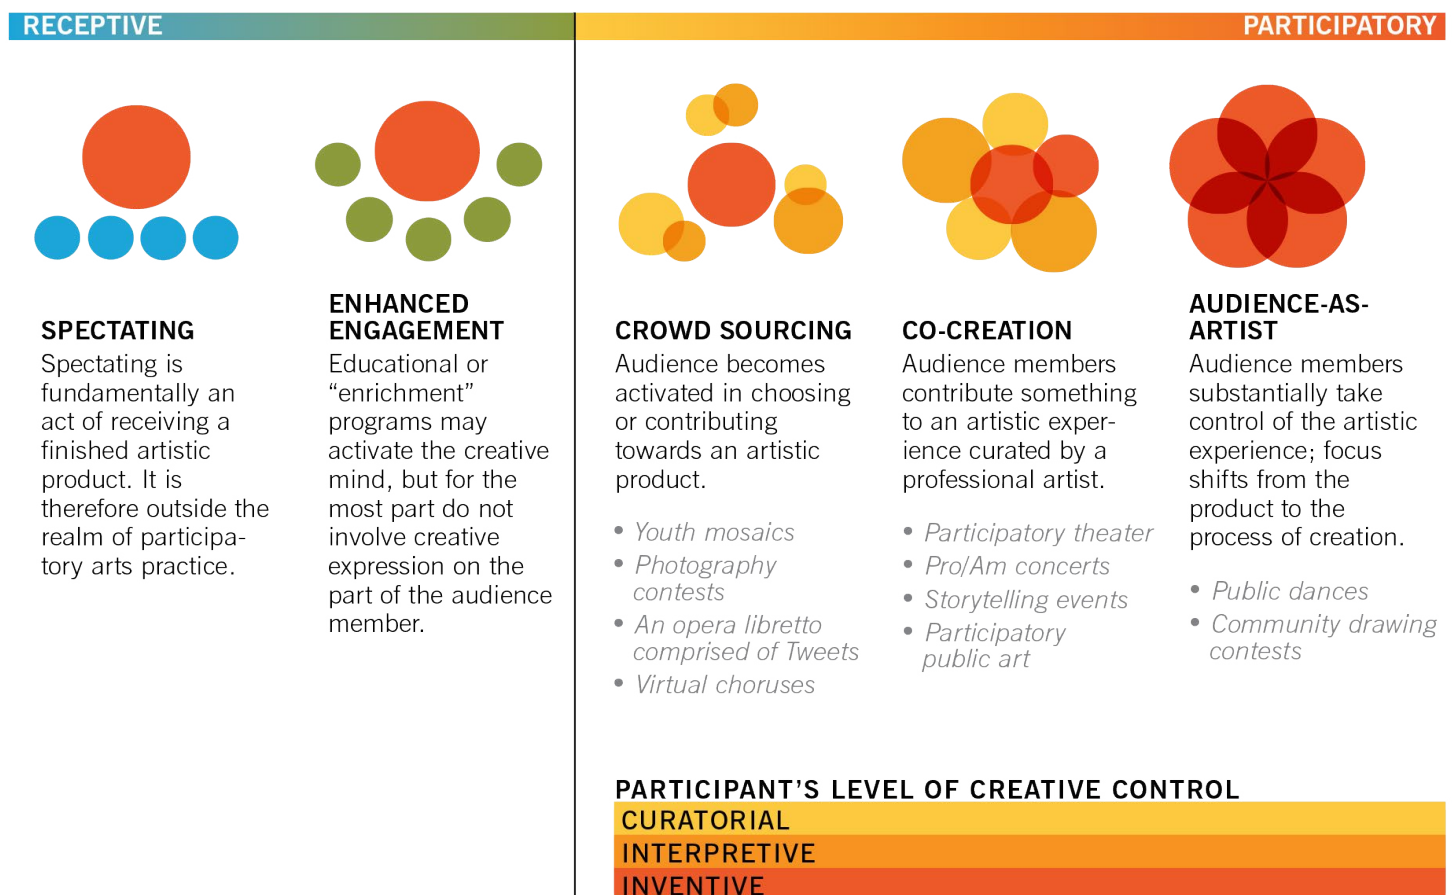 RECEPTIVE
PARTICIPATORY
SPECTATING
Spectating is
fundamentally an
act of receiving a
finished artistic
product. It is
therefore outside the
realm of participa-
tory arts practice.
ENHANCED
ENGAGEMENT
Educational or
“enrichment”
programs may
activate the creative
mind, but for the
most part do not
involve creative
expression on the
part of the audience
member.
CROWD SOURCING
Audience becomes
activated in choosing
or contributing
towards an artistic
product.
• Youth mosaics
• Photography
contests
• An opera libretto
comprised of Tweets
• Virtual choruses
CO-CREATION
Audience members
contribute something
to an artistic exper-
ience curated by a
professional artist.
• Participatory theater
• Pro/Am concerts
• Storytelling events
• Participatory
public art
AUDIENCE-AS-
ARTIST
Audience members
substantially take
control of the artistic
experience; focus
shifts from the
product to the
process of creation.
• Public dances
• Community drawing
contests
PARTICIPANT’S LEVEL OF CREATIVE CONTROL
CURATORIAL
INTERPRETIVE
INVENTIVE